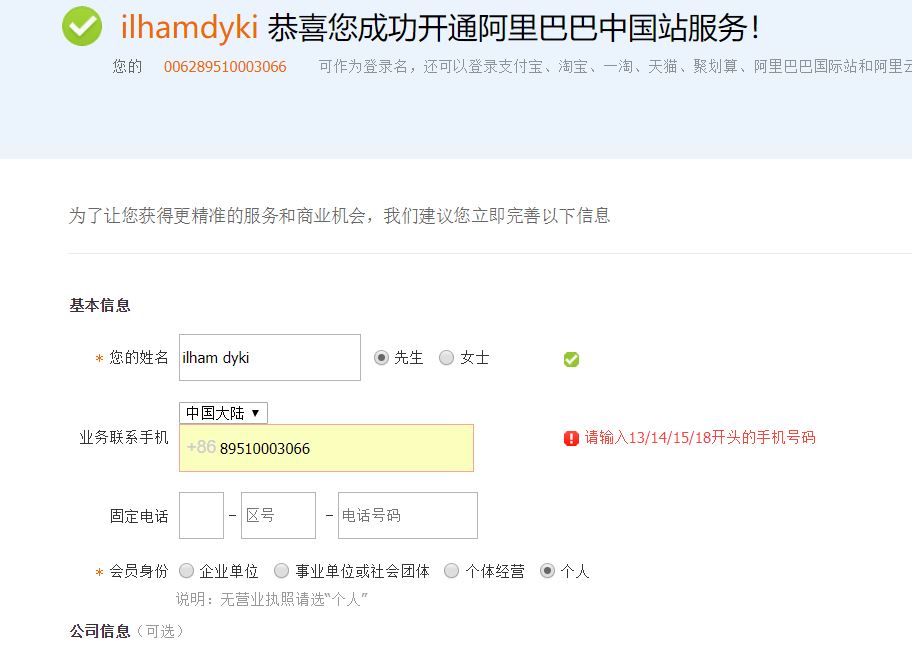 ilhamdyki 恭喜您成功开通阿里巴巴中国站服务！
您的 006289510003066 可作为登录名，还可以登录支付宝、淘宝、一淘、天猫、聚划算、阿里巴巴国际站和阿里云
为了让您获得更精准的服务和商业机会，我们建议您立即完善以下信息
基本信息
* 您的姓名 ilham dyki 先生 女士
中国大陆 ▼
业务联系手机 +86 89510003066 请输入13/14/15/18开头的手机号码
固定电话 - 区号 - 电话号码
* 会员身份 企业单位 事业单位或社会团体 个体经营 个人
说明：无营业执照请选“个人”
公司信息（可选）